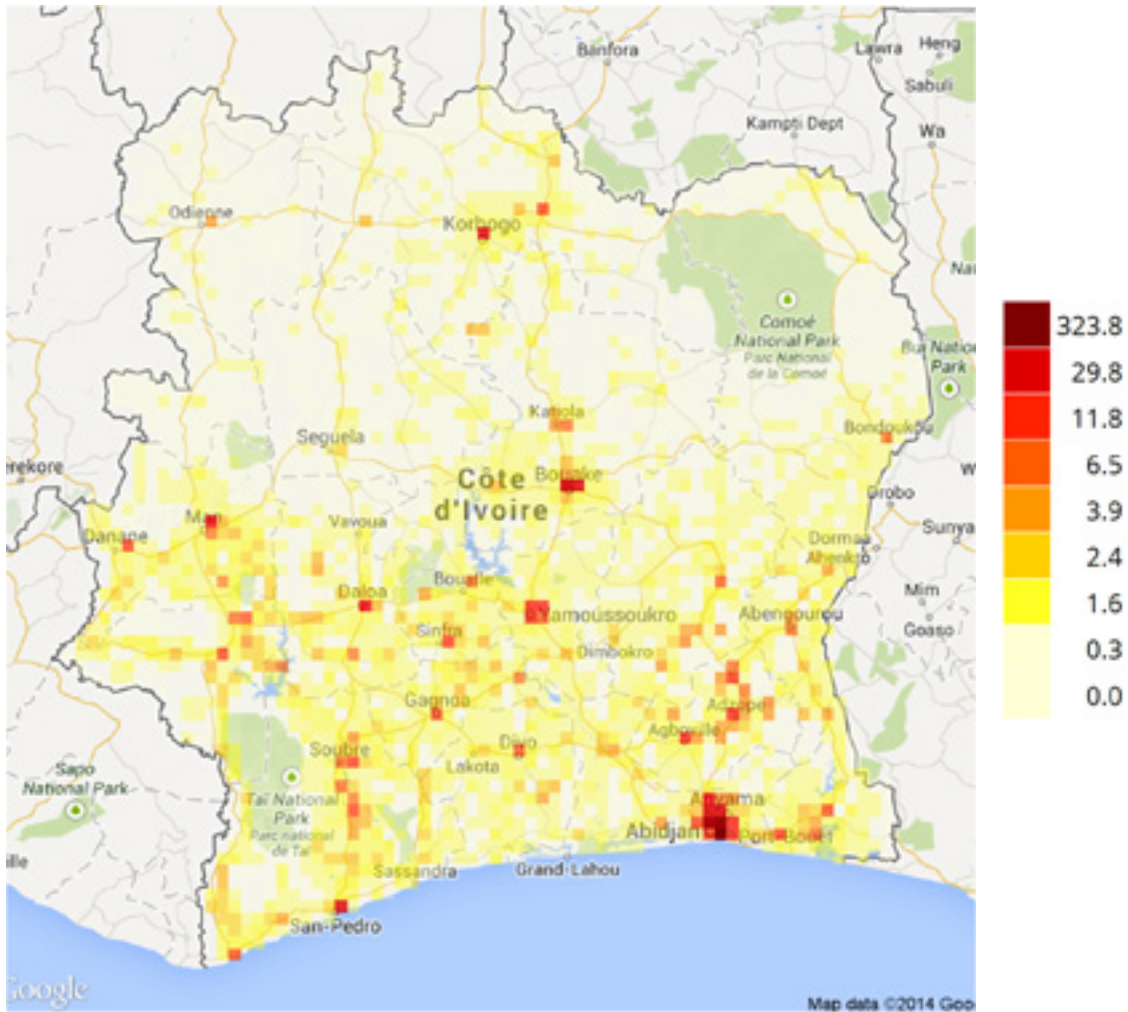 Banfora
Lawra
Heng
Sabuli
Kampti Dept
Wa
Odienne
Korhogo
Comoé
National Park
Parc National
de la Comoé
Bui Nation
Park
Katiola
Bondoukou
Seguela
erekore
Côte
d'Ivoire
Bouake
Drobo
Man
Vavoua
Sunya
Danane
Dormaa
Ahenkro
Bouafle
Mim
Daloa
Yamoussoukro
Abengourou
Goaso
Sinfra
Dimbokro
Gagnoa
Adzope
Agboville
Soubre
Divo
Lakota
Sapo
National Park
Taï National
Park
Parc national
de Taï
Anyama
Abidjan
Port-Bouet
Sassandra
Grand-Lahou
San-Pedro
Google
Map data ©2014 Goo
323.8
29.8
11.8
6.5
3.9
2.4
1.6
0.3
0.0